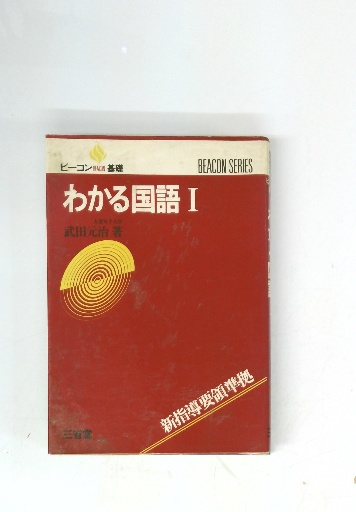 ビーコン BEACON 基礎
BEACON SERIES
わかる国語 I
武田元治 著
新指導要領準拠
三省堂